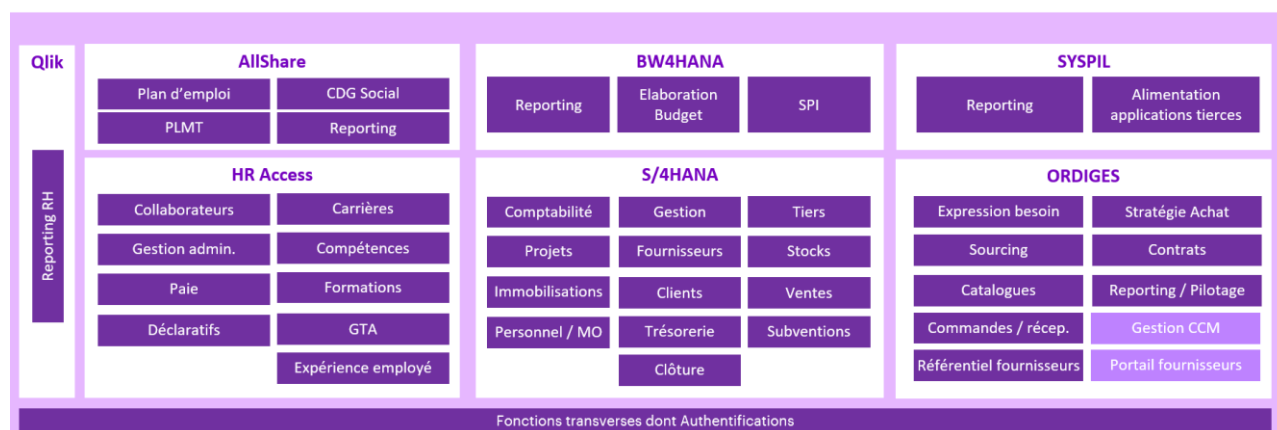 Qlik
Reporting RH
AllShare
Plan d’emploi
CDG Social
PLMT
Reporting
BW4HANA
Reporting
Elaboration
Budget
SPI
SYSPIL
Reporting
Alimentation
applications tierces
HR Access
Collaborateurs
Carrières
Gestion admin.
Compétences
Paie
Formations
Déclaratifs
GTA
Expérience employé
S/4HANA
Comptabilité
Gestion
Tiers
Projets
Fournisseurs
Stocks
Immobilisations
Clients
Ventes
Personnel / MO
Trésorerie
Subventions
Clôture
ORDIGES
Expression besoin
Stratégie Achat
Sourcing
Contrats
Catalogues
Reporting / Pilotage
Commandes / récep.
Gestion CCM
Référentiel fournisseurs
Portail fournisseurs
Fonctions transverses dont Authentifications